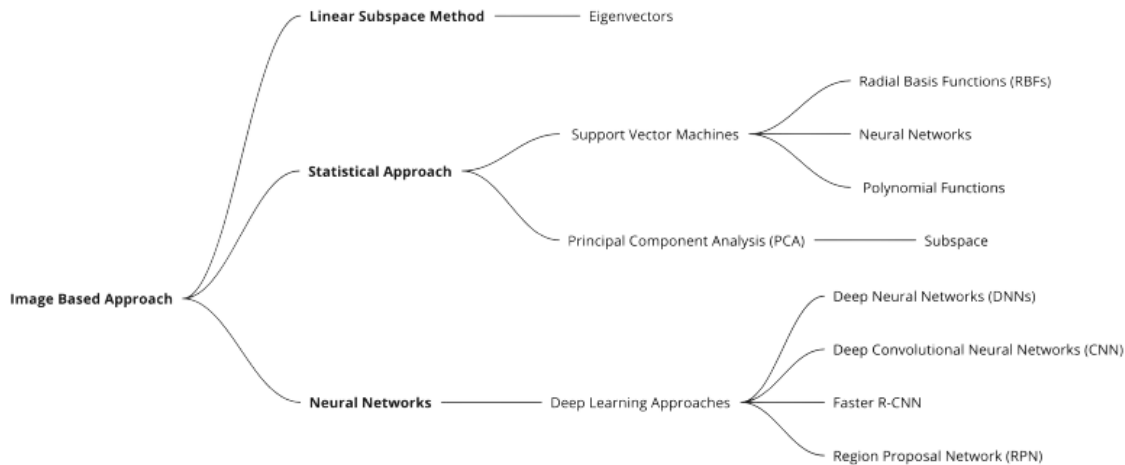 Linear Subspace Method
Eigenvectors
Radial Basis Functions (RBFs)
Support Vector Machines
Neural Networks
Statistical Approach
Polynomial Functions
Principal Component Analysis (PCA)
Subspace
Image Based Approach
Deep Neural Networks (DNNs)
Deep Convolutional Neural Networks (CNN)
Neural Networks
Deep Learning Approaches
Faster R-CNN
Region Proposal Network (RPN)